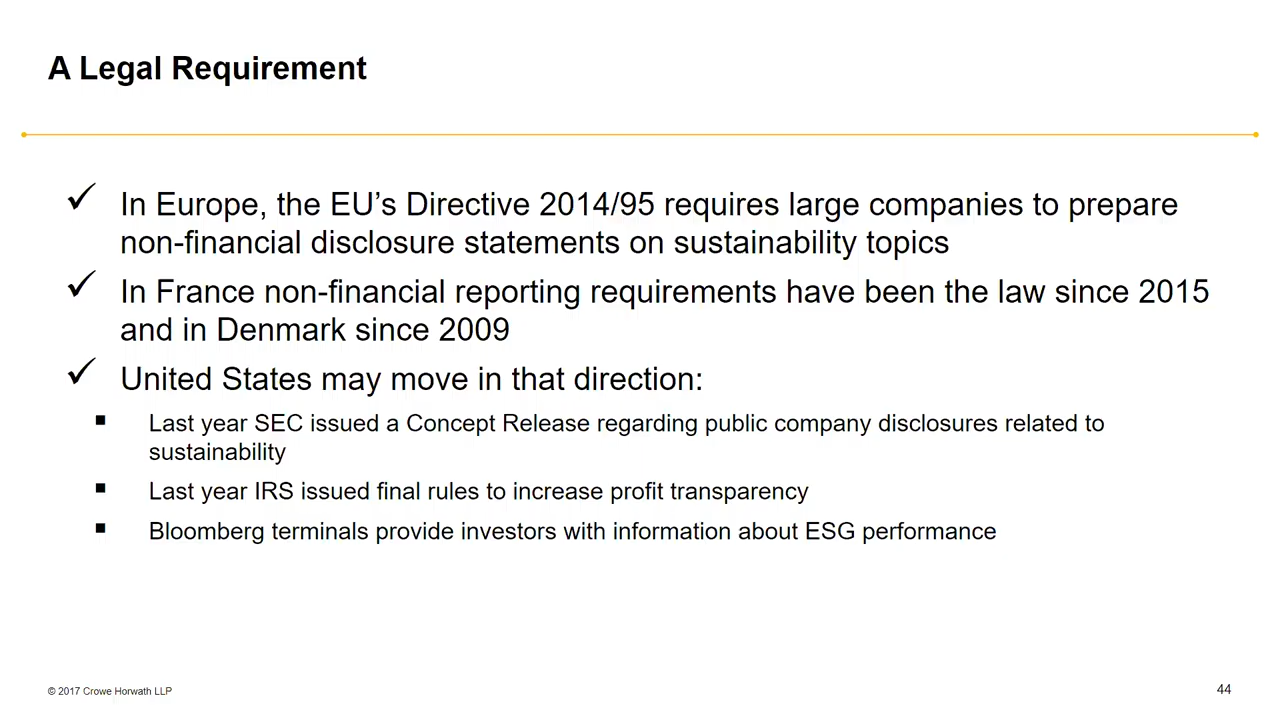 A Legal Requirement
In Europe, the EU’s Directive 2014/95 requires large companies to prepare
non-financial disclosure statements on sustainability topics
In France non-financial reporting requirements have been the law since 2015
and in Denmark since 2009
United States may move in that direction:
Last year SEC issued a Concept Release regarding public company disclosures related to
sustainability
Last year IRS issued final rules to increase profit transparency
Bloomberg terminals provide investors with information about ESG performance
© 2017 Crowe Horwath LLP
44